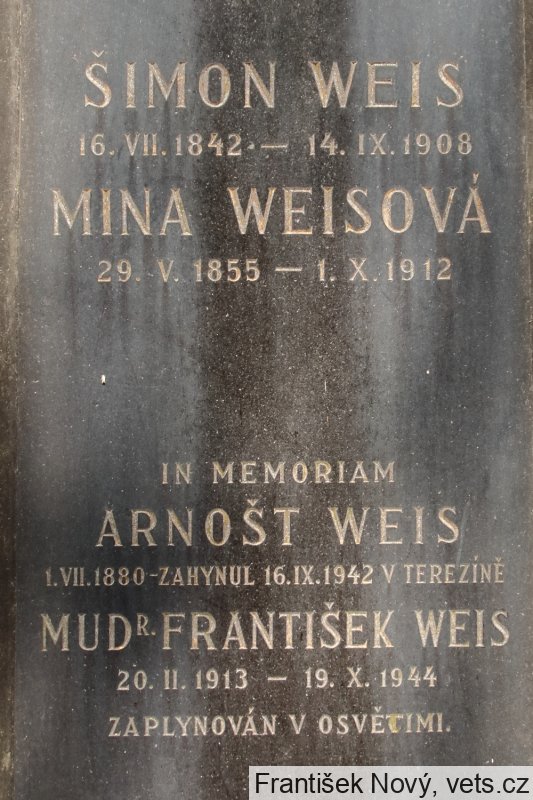 ŠIMON WEIS
16. VII. 1842 — 14. IX. 1908
MINA WEISOVÁ
29. V. 1855 — 1. X. 1912
IN MEMORIAM
ARNOŠT WEIS
1.VII.1880-ZAHYNUL 16.IX.1942 V TEREZÍNĚ
MUDR. FRANTIŠEK WEIS
20. II. 1913 — 19. X. 1944
ZAPLYNOVÁN V OSVĚTIMI.
František Nový, vets.cz